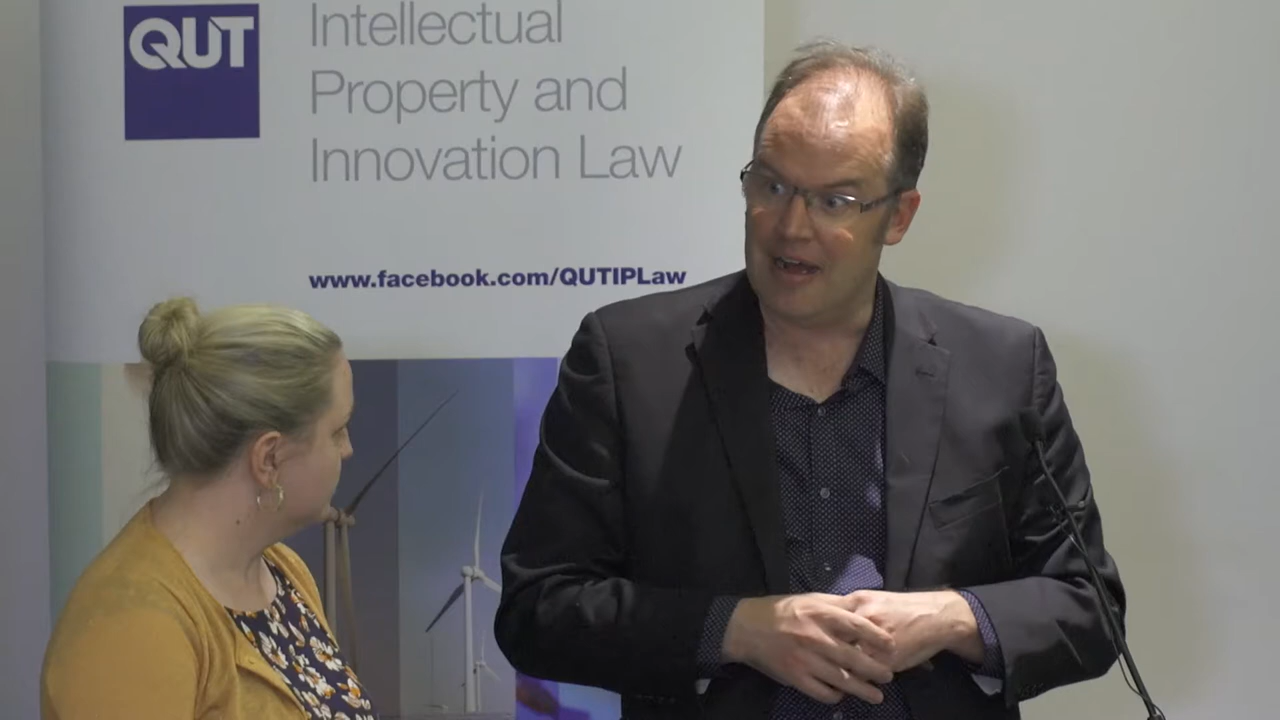 QUT
Intellectual
Property and
Innovation Law
www.facebook.com/QUTIPLaw